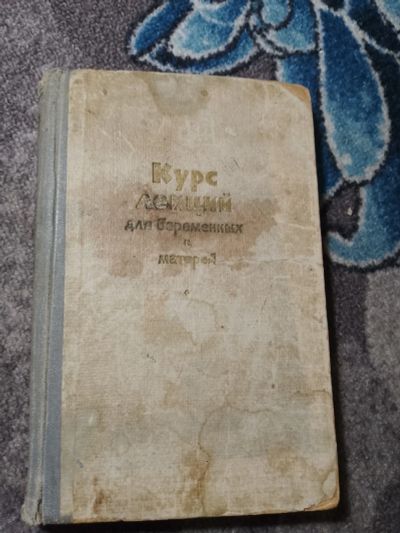 Курс
лекций
для беременных
и
матерей